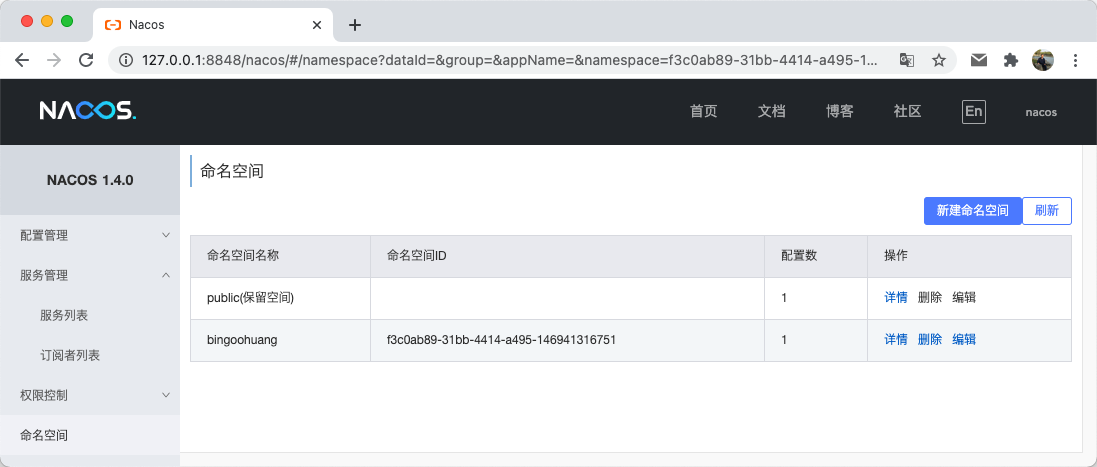 Nacos
127.0.0.1:8848/nacos/#/namespace?dataId=&group=&appName=&namespace=f3c0ab89-31bb-4414-a495-1...
NACOS.
首页 文档 博客 社区 En nacos
NACOS 1.4.0
配置管理
服务管理
服务列表
订阅者列表
权限控制
命名空间
命名空间
新建命名空间 刷新
命名空间名称 命名空间ID 配置数 操作
public(保留空间) 1 详情 删除 编辑
bingoohuang f3c0ab89-31bb-4414-a495-146941316751 1 详情 删除 编辑